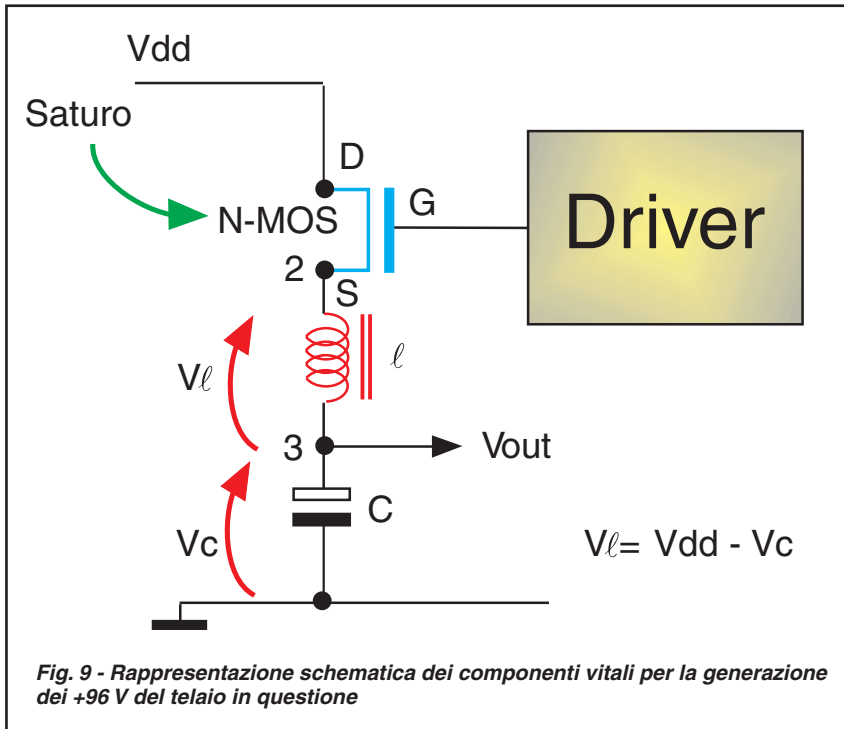 Vdd
Saturo
D
N-MOS
G
Driver
2
S
Vℓ
ℓ
3
Vout
C
Vc
Vℓ= Vdd - Vc
Fig. 9 - Rappresentazione schematica dei componenti vitali per la generazione
dei +96 V del telaio in questione